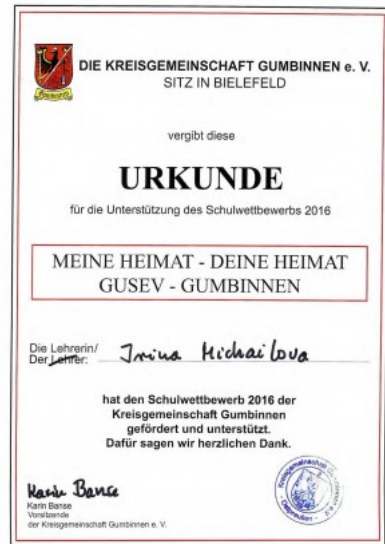 DIE KREISGEMEINSCHAFT GUMBINNEN e. V.
SITZ IN BIELEFELD
vergibt diese
URKUNDE
für die Unterstützung des Schulwettbewerbs 2016
MEINE HEIMAT - DEINE HEIMAT
GUSEV - GUMBINNEN
Die Lehrerin/
Der Lehrer: Irina Michailova
hat den Schulwettbewerb 2016 der
Kreisgemeinschaft Gumbinnen
gefördert und unterstützt.
Dafür sagen wir herzlichen Dank.
Karin Banse
Karin Banse
Vorsitzende
der Kreisgemeinschaft Gumbinnen e. V.
Kreisgemeinschaft Gumbinnen